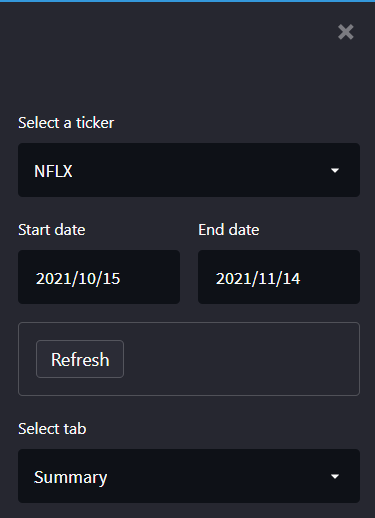 Select a ticker
NFLX
Start date End date
2021/10/15 2021/11/14
Refresh
Select tab
Summary